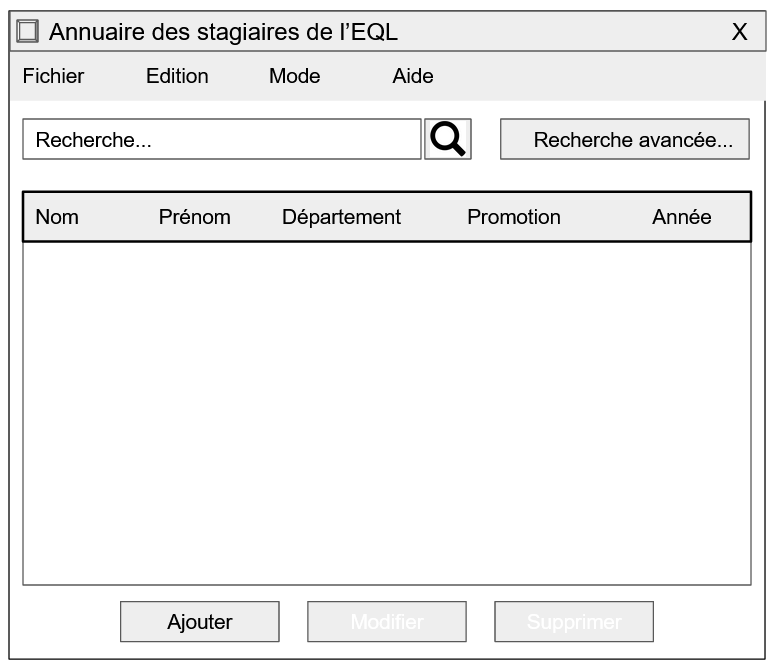 Annuaire des stagiaires de l’EQL X
Fichier Edition Mode Aide
Recherche... Recherche avancée...
Nom Prénom Département Promotion Année
Ajouter Modifier Supprimer